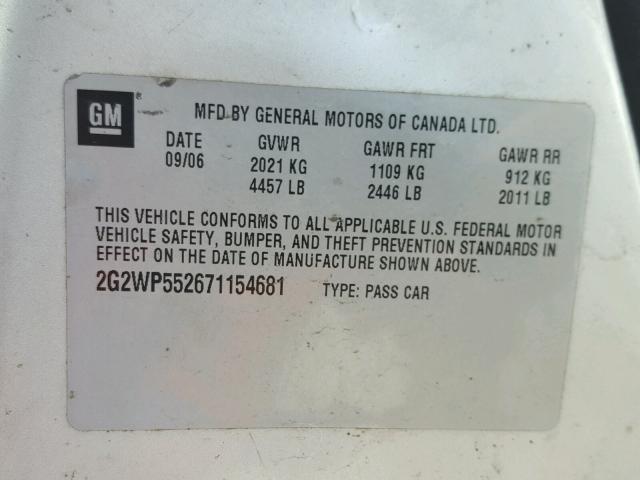 GM
MFD BY GENERAL MOTORS OF CANADA LTD.
DATE GVWR GAWR FRT GAWR RR
09/06 2021 KG 1109 KG 912 KG
4457 LB 2446 LB 2011 LB
THIS VEHICLE CONFORMS TO ALL APPLICABLE U.S. FEDERAL MOTOR
VEHICLE SAFETY, BUMPER, AND THEFT PREVENTION STANDARDS IN
EFFECT ON THE DATE OF MANUFACTURE SHOWN ABOVE.
2G2WP552671154681 TYPE: PASS CAR